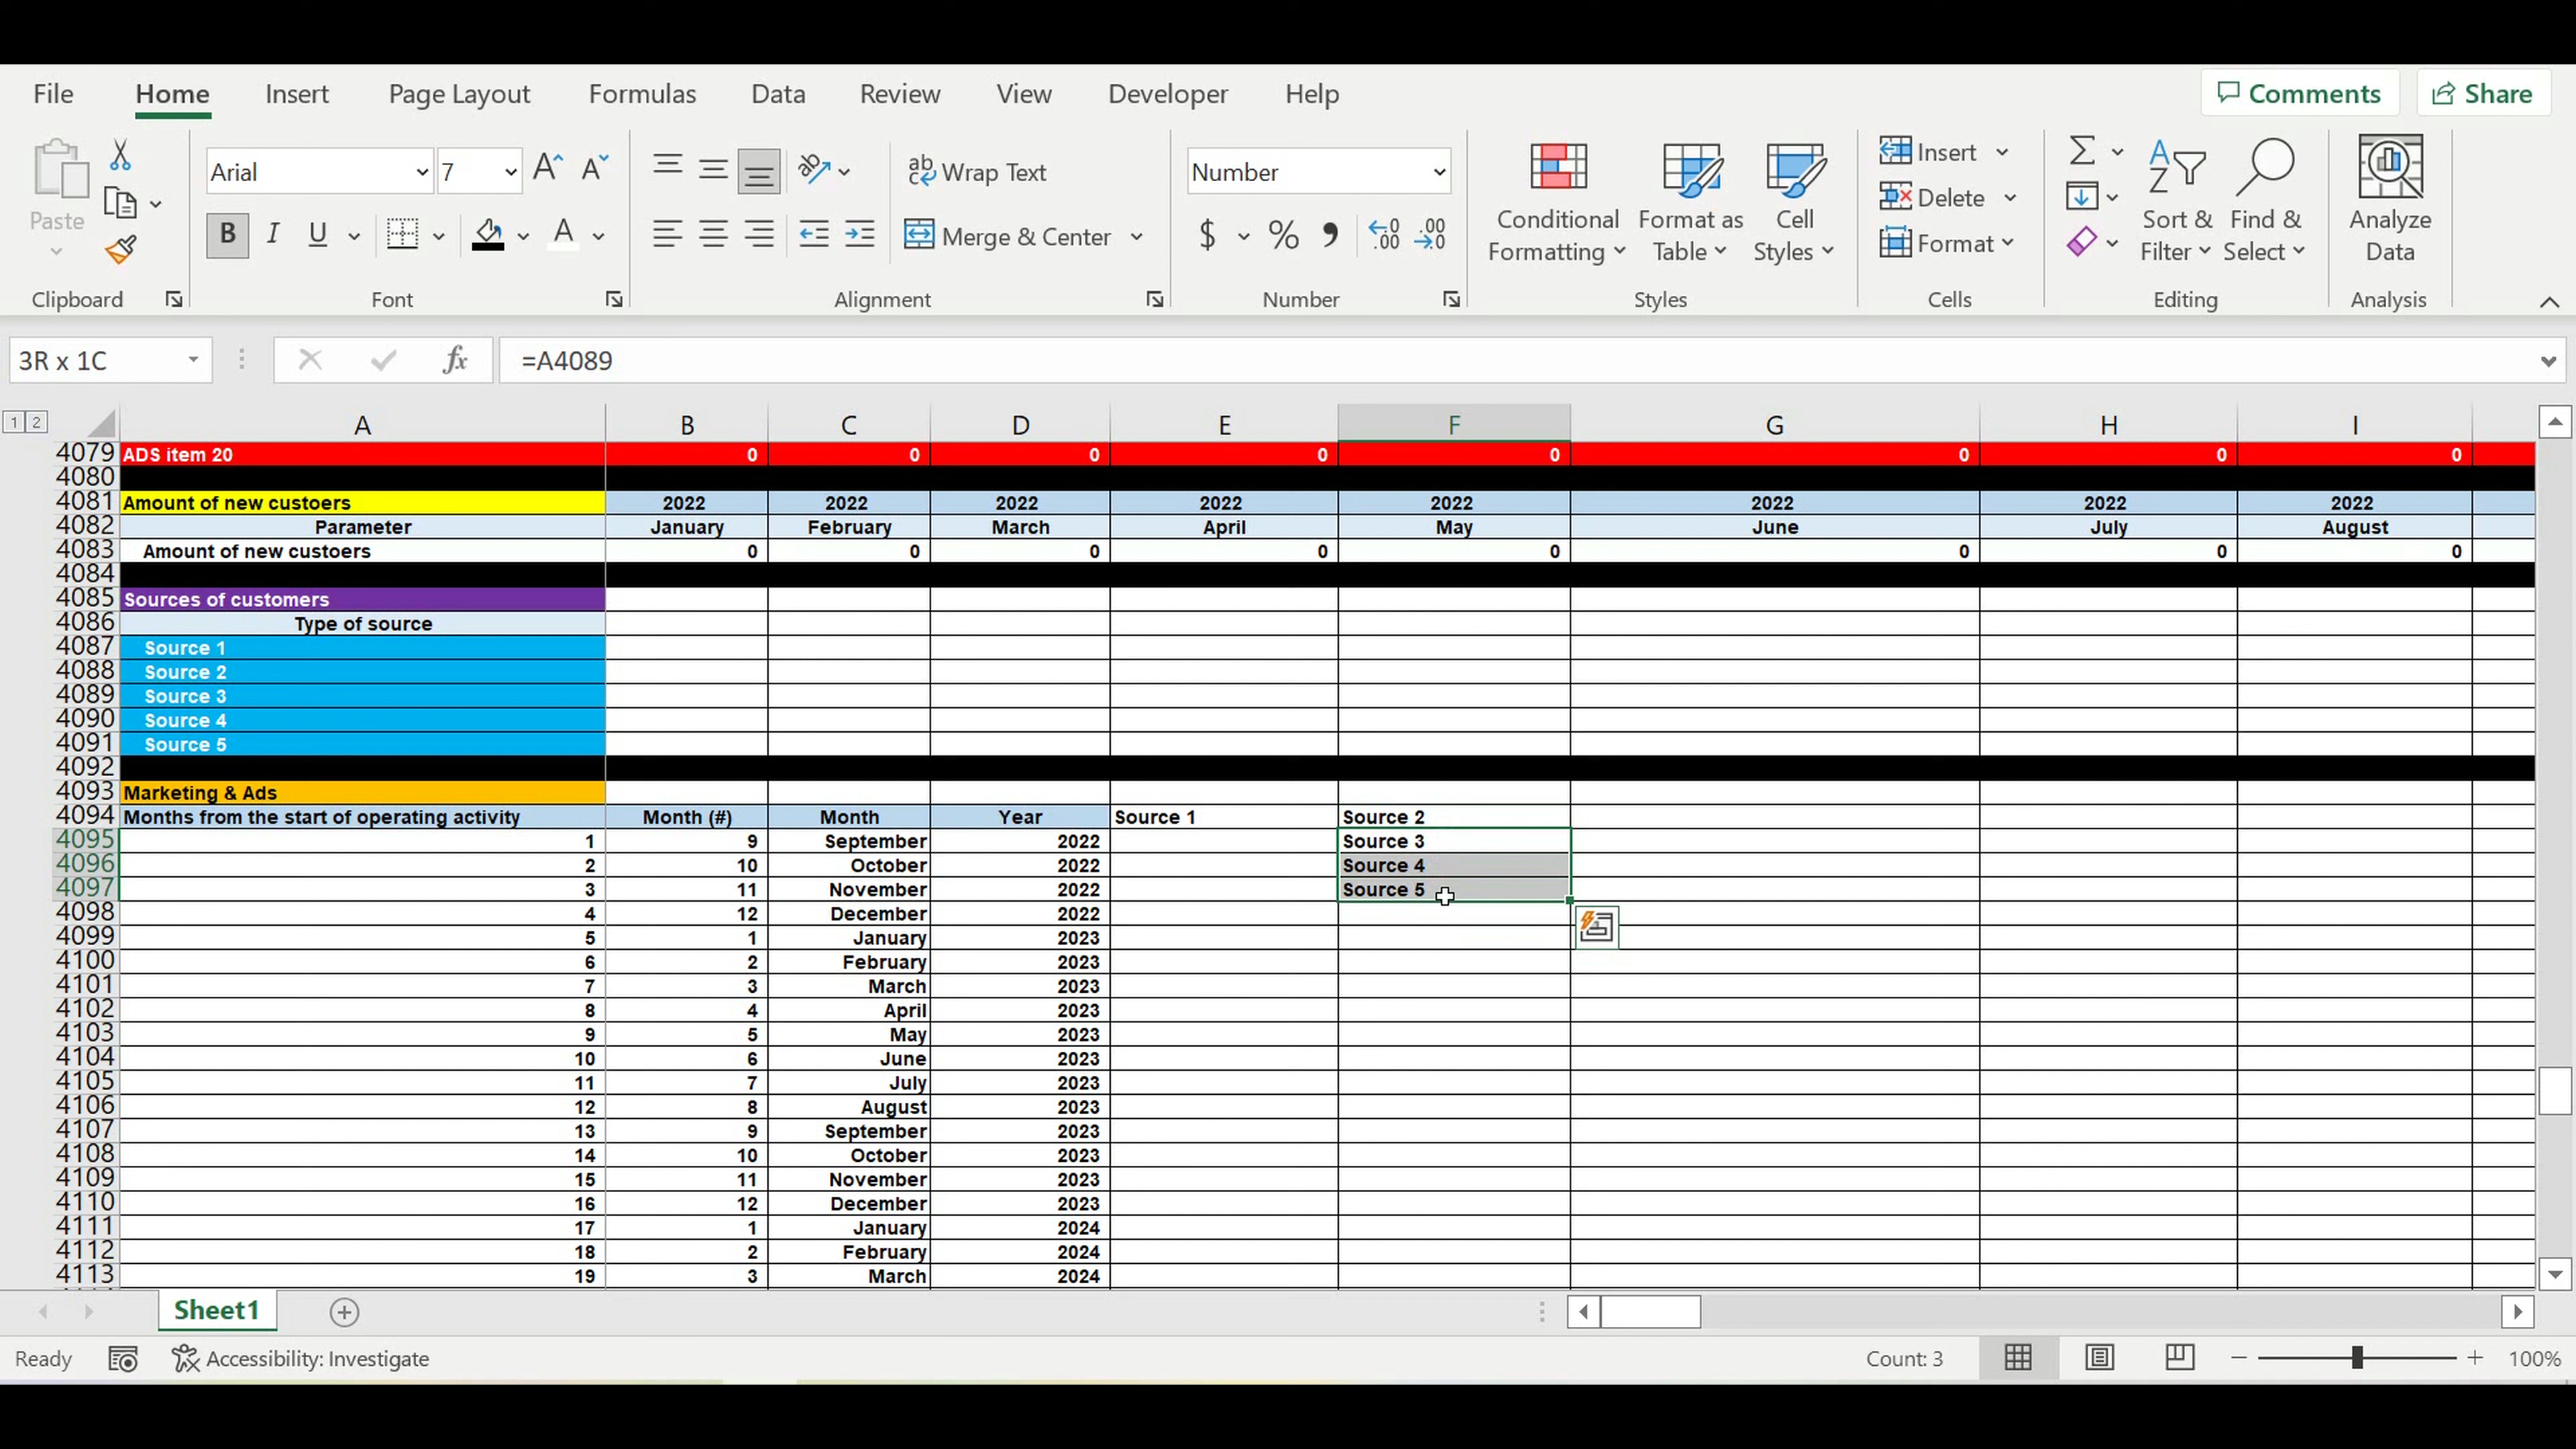 File Home Insert Page Layout Formulas Data Review View Developer Help Comments Share
Paste Arial 7 Wrap Text Number Insert
B I U Merge & Center $ % Conditional Formatting Format as Table Cell Styles Delete Format Sort & Filter Find & Select Analyze Data
Clipboard Font Alignment Number Styles Cells Editing Analysis
3R x 1C fx =A4089
1 2 A B C D E F G H I
4079 ADS item 20 0 0 0 0 0 0 0 0
4080
4081 Amount of new custoers 2022 2022 2022 2022 2022 2022 2022 2022
4082 Parameter January February March April May June July August
4083 Amount of new custoers 0 0 0 0 0 0 0 0
4084
4085 Sources of customers
4086 Type of source
4087 Source 1
4088 Source 2
4089 Source 3
4090 Source 4
4091 Source 5
4092
4093 Marketing & Ads
4094 Months from the start of operating activity Month (#) Month Year Source 1 Source 2
4095 1 9 September 2022 Source 3
4096 2 10 October 2022 Source 4
4097 3 11 November 2022 Source 5
4098 4 12 December 2022
4099 5 1 January 2023
4100 6 2 February 2023
4101 7 3 March 2023
4102 8 4 April 2023
4103 9 5 May 2023
4104 10 6 June 2023
4105 11 7 July 2023
4106 12 8 August 2023
4107 13 9 September 2023
4108 14 10 October 2023
4109 15 11 November 2023
4110 16 12 December 2023
4111 17 1 January 2024
4112 18 2 February 2024
4113 19 3 March 2024
Sheet1
Ready Accessibility: Investigate Count: 3 100%